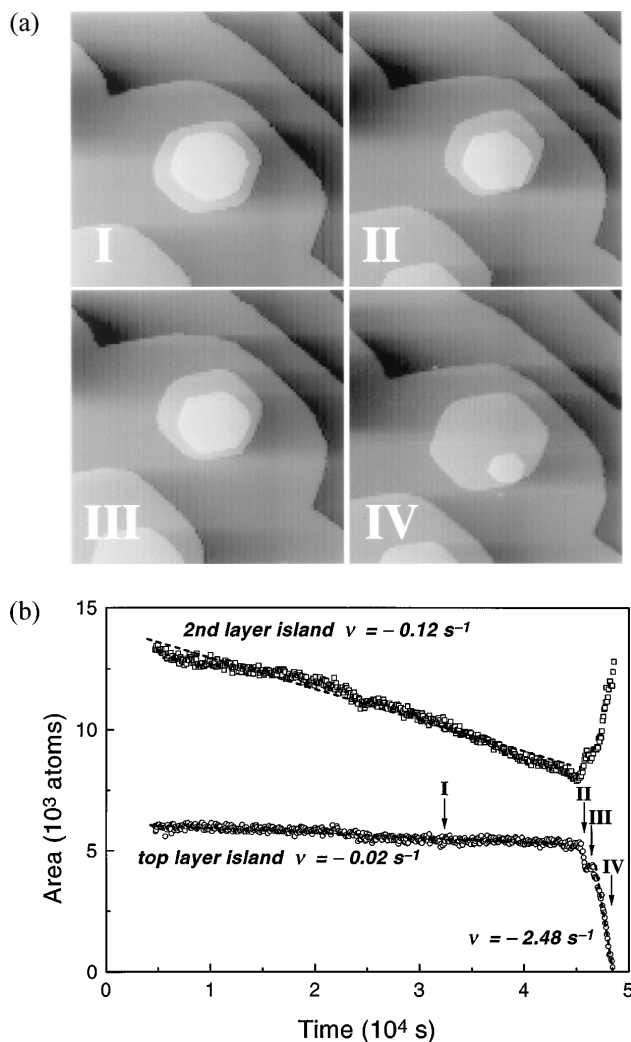 (a)
I
II
III
IV
(b)
15
10
5
0
Area (10³ atoms)
2nd layer island ν = – 0.12 s⁻¹
I
II
III
IV
top layer island ν = – 0.02 s⁻¹
ν = – 2.48 s⁻¹
0
1
2
3
4
5
Time (10⁴ s)